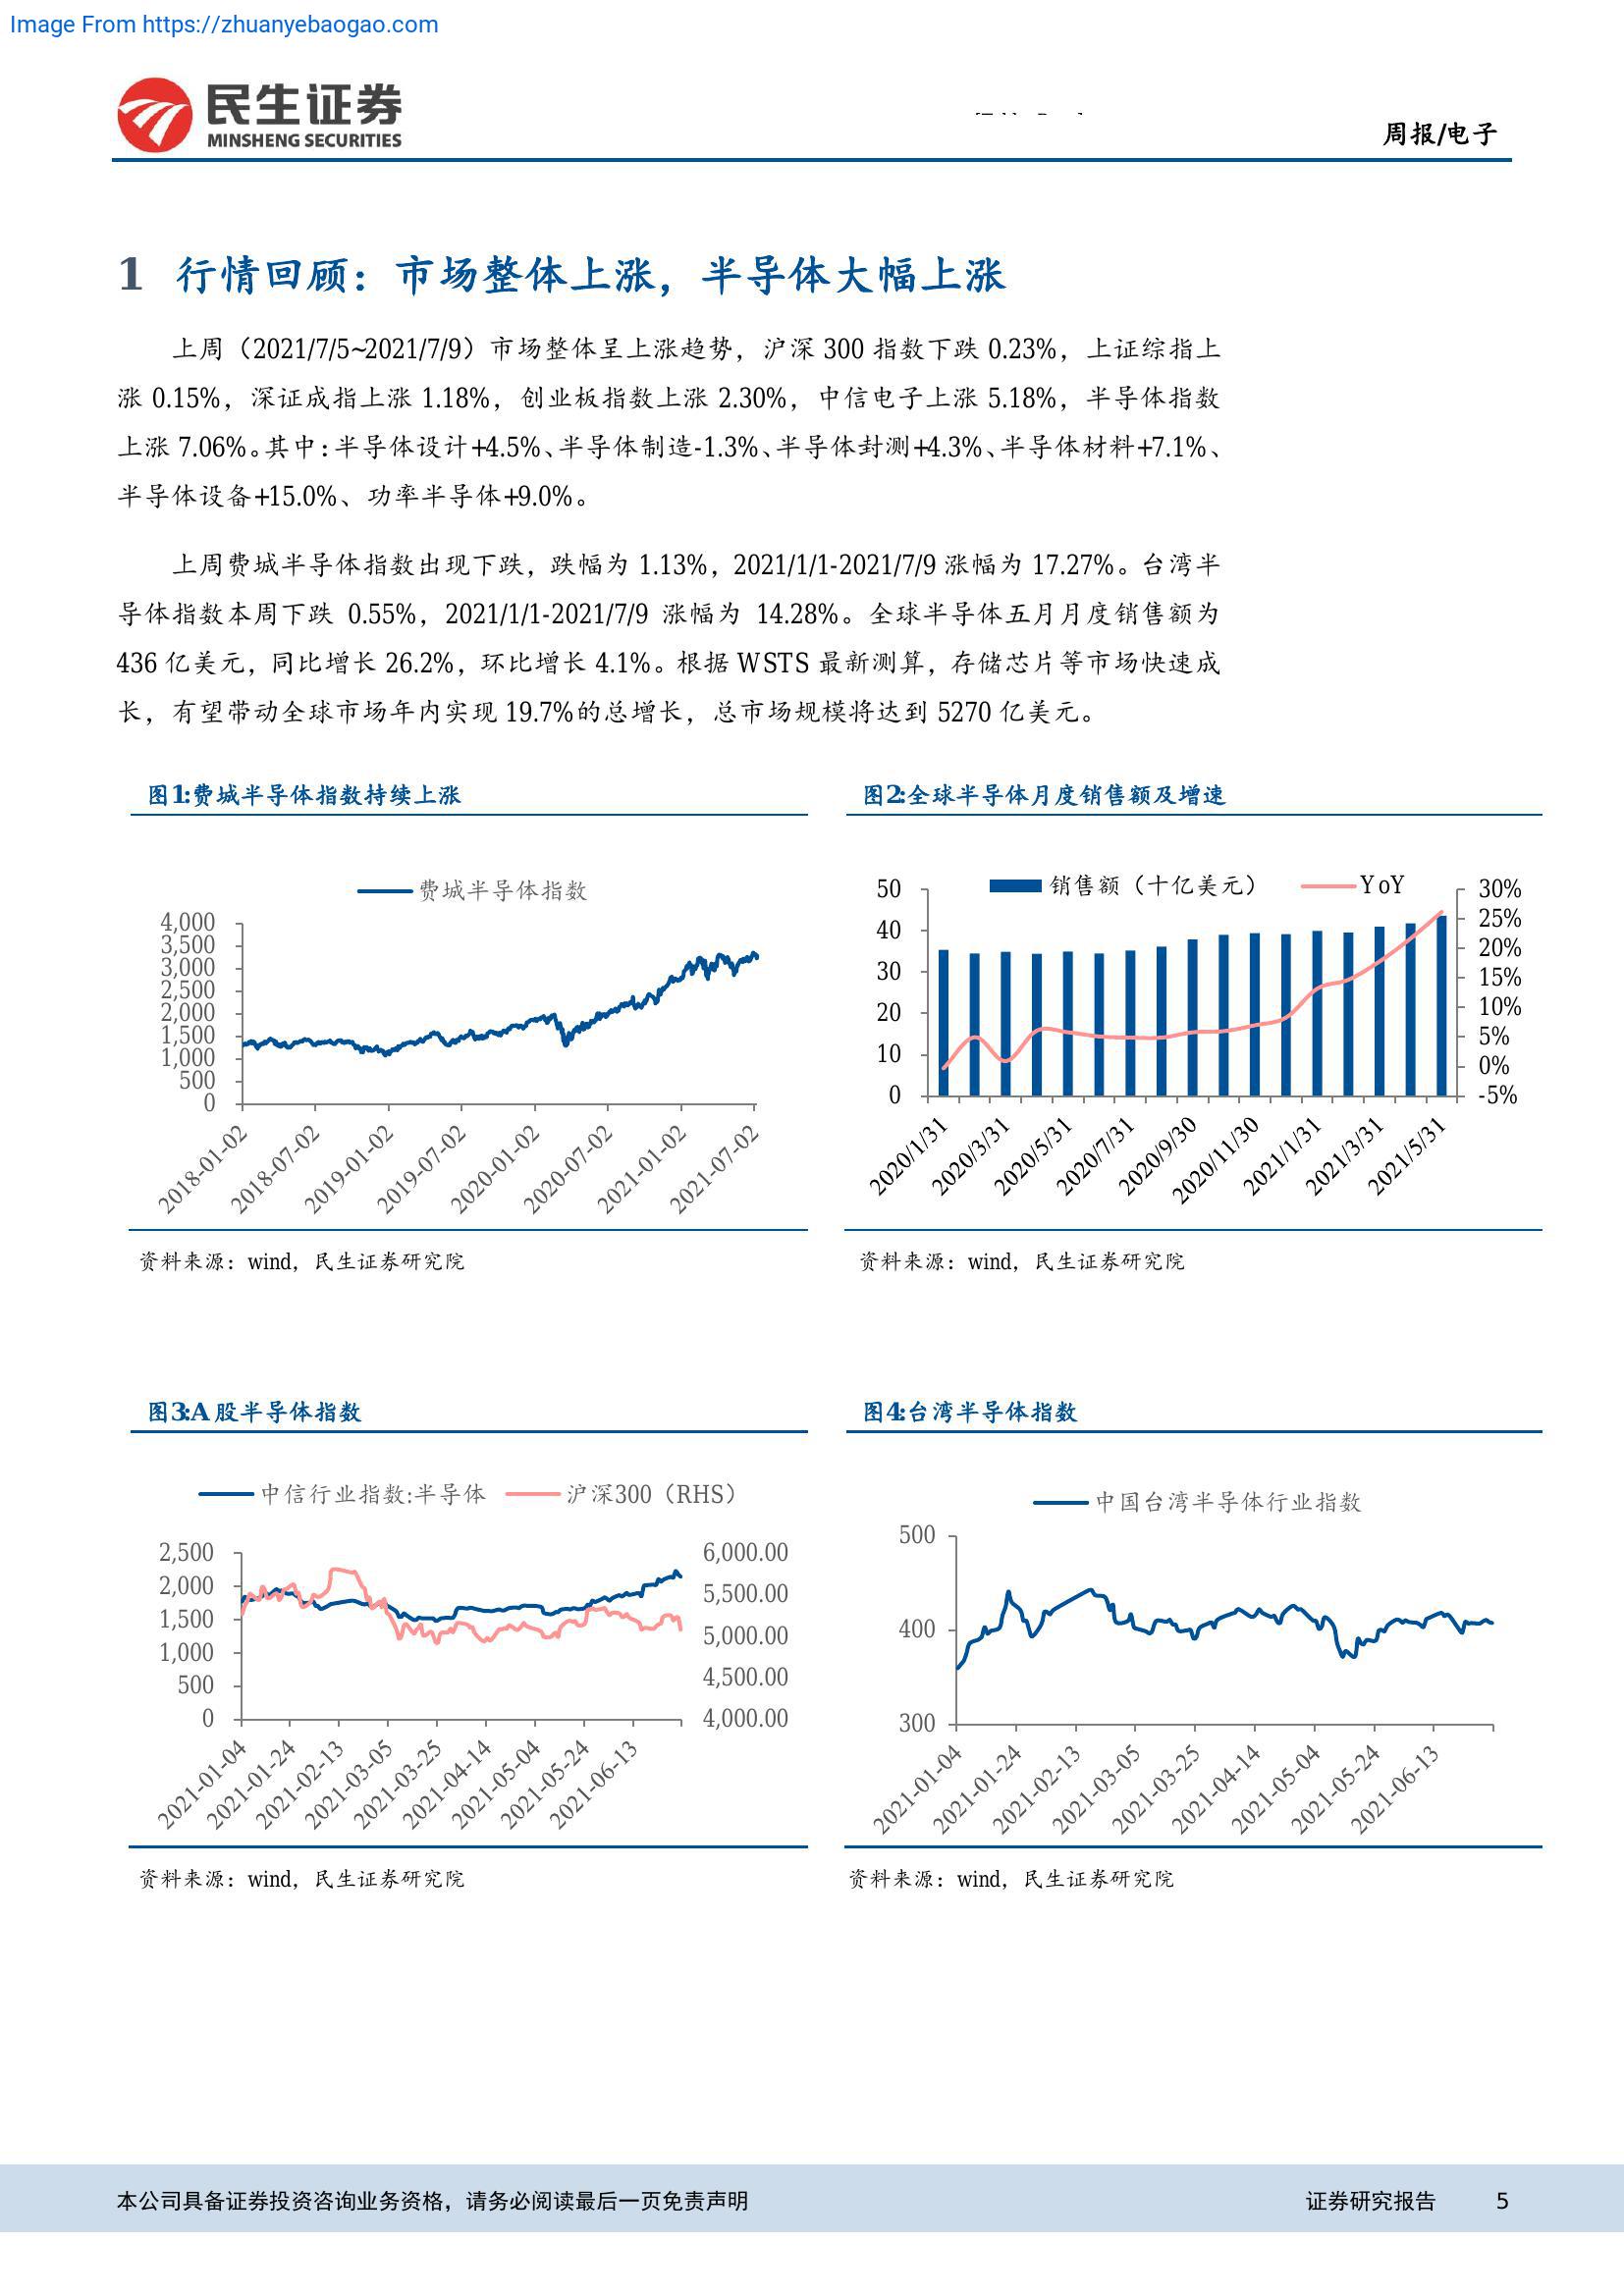 Image From https://zhuanyebaogao.com
民生证券
MINSHENG SECURITIES
周报/电子
1 行情回顾：市场整体上涨，半导体大幅上涨
上周（2021/7/5~2021/7/9）市场整体呈上涨趋势，沪深 300 指数下跌 0.23%，上证综指上
涨 0.15%，深证成指上涨 1.18%，创业板指数上涨 2.30%，中信电子上涨 5.18%，半导体指数
上涨 7.06%。其中：半导体设计+4.5%、半导体制造-1.3%、半导体封测+4.3%、半导体材料+7.1%、
半导体设备+15.0%、功率半导体+9.0%。
上周费城半导体指数出现下跌，跌幅为 1.13%，2021/1/1-2021/7/9 涨幅为 17.27%。台湾半
导体指数本周下跌 0.55%，2021/1/1-2021/7/9 涨幅为 14.28%。全球半导体五月月度销售额为
436 亿美元，同比增长 26.2%，环比增长 4.1%。根据 WSTS 最新测算，存储芯片等市场快速成
长，有望带动全球市场年内实现 19.7%的总增长，总市场规模将达到 5270 亿美元。
图1:费城半导体指数持续上涨
费城半导体指数
4,000
3,500
3,000
2,500
2,000
1,500
1,000
500
0
2018-01-02
2018-07-02
2019-01-02
2019-07-02
2020-01-02
2020-07-02
2021-01-02
2021-07-02
资料来源：wind，民生证券研究院
图2:全球半导体月度销售额及增速
销售额（十亿美元）
YoY
50
40
30
20
10
0
30%
25%
20%
15%
10%
5%
0%
-5%
2020/1/31
2020/3/31
2020/5/31
2020/7/31
2020/9/30
2020/11/30
2021/1/31
2021/3/31
2021/5/31
资料来源：wind，民生证券研究院
图3:A 股半导体指数
中信行业指数:半导体
沪深300（RHS）
2,500
2,000
1,500
1,000
500
0
6,000.00
5,500.00
5,000.00
4,500.00
4,000.00
2021-01-04
2021-01-24
2021-02-13
2021-03-05
2021-03-25
2021-04-14
2021-05-04
2021-05-24
2021-06-13
资料来源：wind，民生证券研究院
图4:台湾半导体指数
中国台湾半导体行业指数
500
400
300
2021-01-04
2021-01-24
2021-02-13
2021-03-05
2021-03-25
2021-04-14
2021-05-04
2021-05-24
2021-06-13
资料来源：wind，民生证券研究院
本公司具备证券投资咨询业务资格，请务必阅读最后一页免责声明
证券研究报告
5